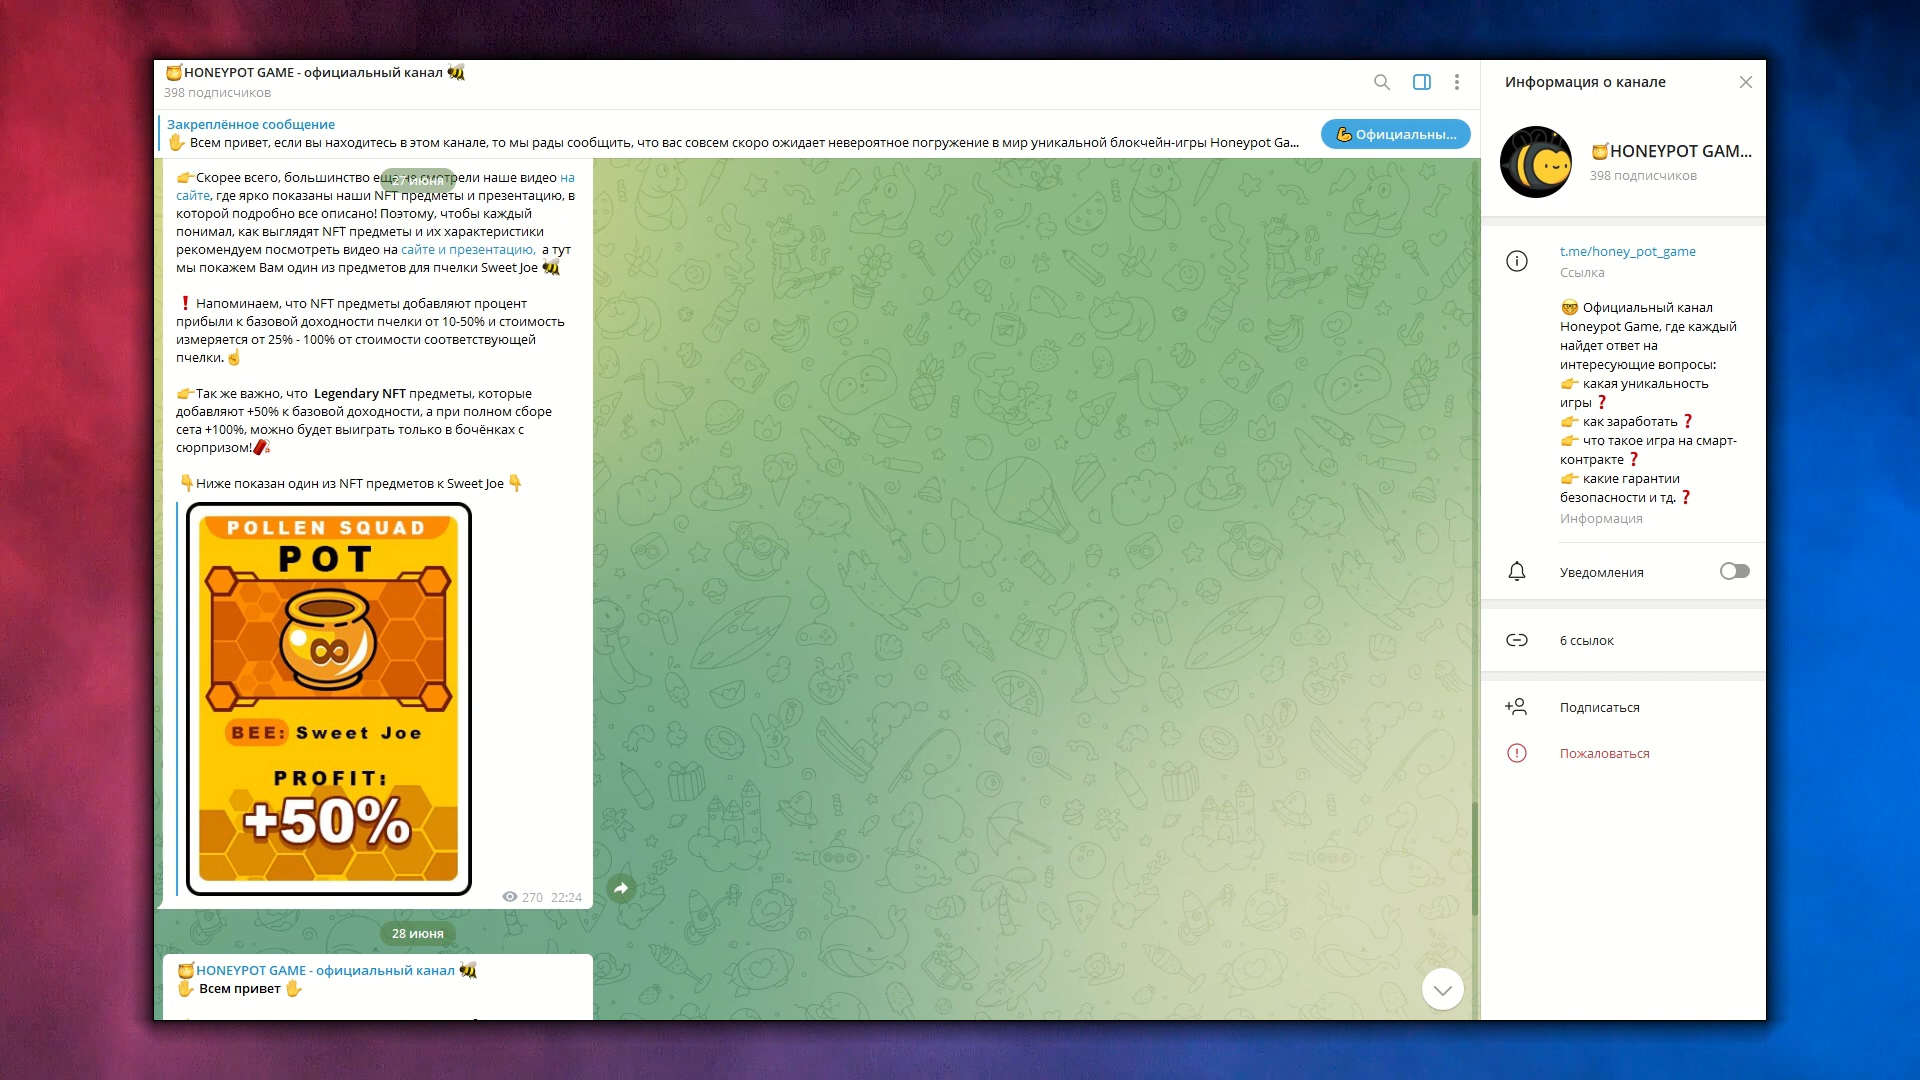 🍯HONEYPOT GAME - официальный канал 🐝
398 подписчиков
Закреплённое сообщение
✋ Всем привет, если вы находитесь в этом канале, то мы рады сообщить, что вас совсем скоро ожидает невероятное погружение в мир уникальной блокчейн-игры Honeypot Ga...
💪 Официальны...
27 июня
👉Скорее всего, большинство еще не смотрели наше видео на
сайте, где ярко показаны наши NFT предметы и презентацию, в
которой подробно все описано! Поэтому, чтобы каждый
понимал, как выглядят NFT предметы и их характеристики
рекомендуем посмотреть видео на сайте и презентацию, а тут
мы покажем Вам один из предметов для пчелки Sweet Joe 🐝
❗ Напоминаем, что NFT предметы добавляют процент
прибыли к базовой доходности пчелки от 10-50% и стоимость
измеряется от 25% - 100% от стоимости соответствующей
пчелки.☝
👉Так же важно, что Legendary NFT предметы, которые
добавляют +50% к базовой доходности, а при полном сборе
сета +100%, можно будет выиграть только в бочёнках с
сюрпризом!🧨
👇Ниже показан один из NFT предметов к Sweet Joe 👇
POLLEN SQUAD
POT
BEE: Sweet Joe
PROFIT:
+50%
270 22:24
28 июня
🍯HONEYPOT GAME - официальный канал 🐝
✋ Всем привет ✋
Информация о канале
🍯HONEYPOT GAM...
398 подписчиков
t.me/honey_pot_game
Ссылка
🤓 Официальный канал
Honeypot Game, где каждый
найдет ответ на
интересующие вопросы:
👉 какая уникальность
игры ❓
👉 как заработать ❓
👉 что такое игра на смарт-
контракте ❓
👉 какие гарантии
безопасности и тд. ❓
Информация
Уведомления
6 ссылок
Подписаться
Пожаловаться